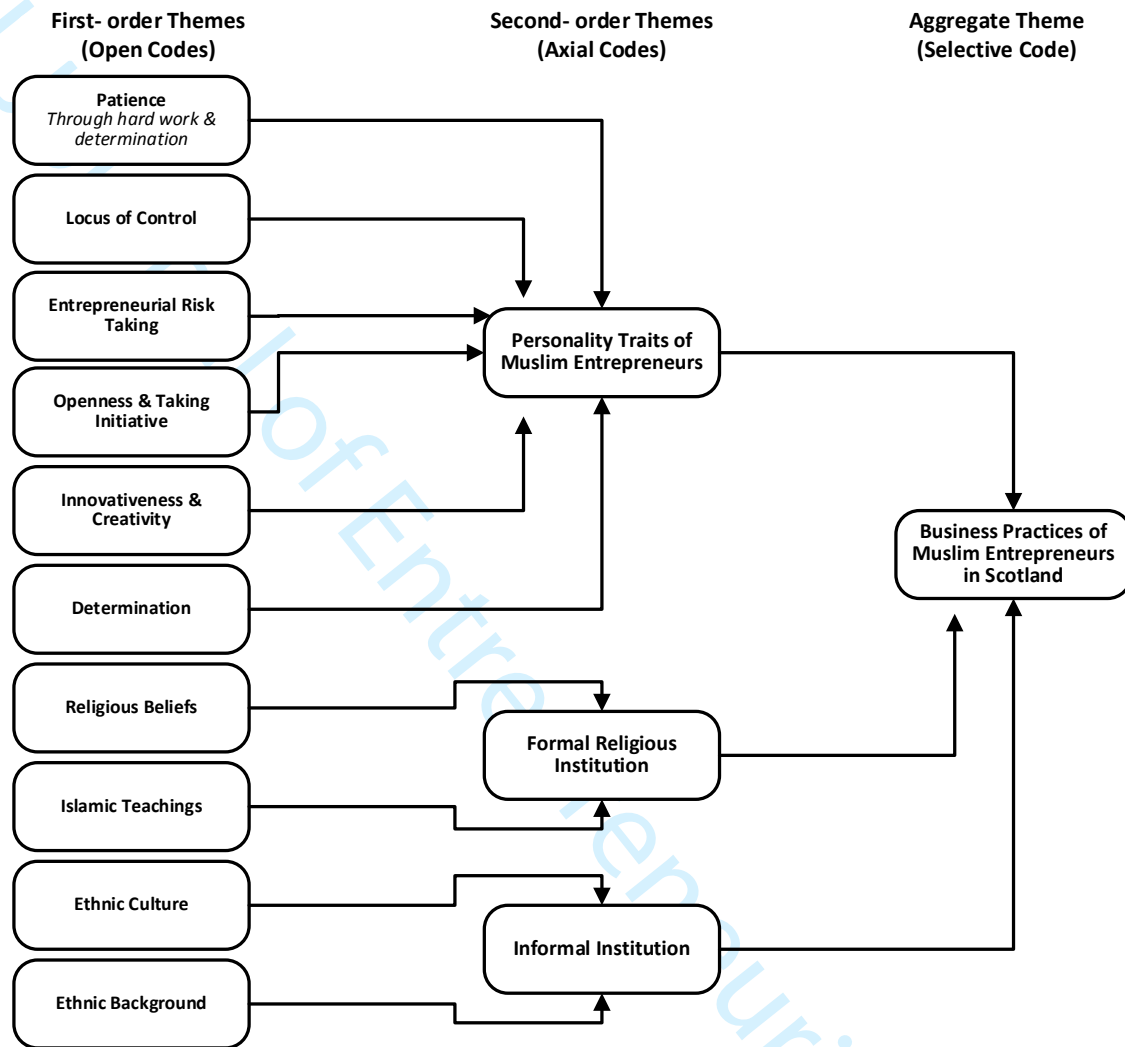 First- order Themes
(Open Codes)
Second- order Themes
(Axial Codes)
Aggregate Theme
(Selective Code)
Patience
Through hard work &
determination
Locus of Control
Entrepreneurial Risk
Taking
Openness & Taking
Initiative
Innovativeness &
Creativity
Determination
Religious Beliefs
Islamic Teachings
Ethnic Culture
Ethnic Background
Personality Traits of
Muslim Entrepreneurs
Formal Religious
Institution
Informal Institution
Business Practices of
Muslim Entrepreneurs
in Scotland
of Entrepreneuri